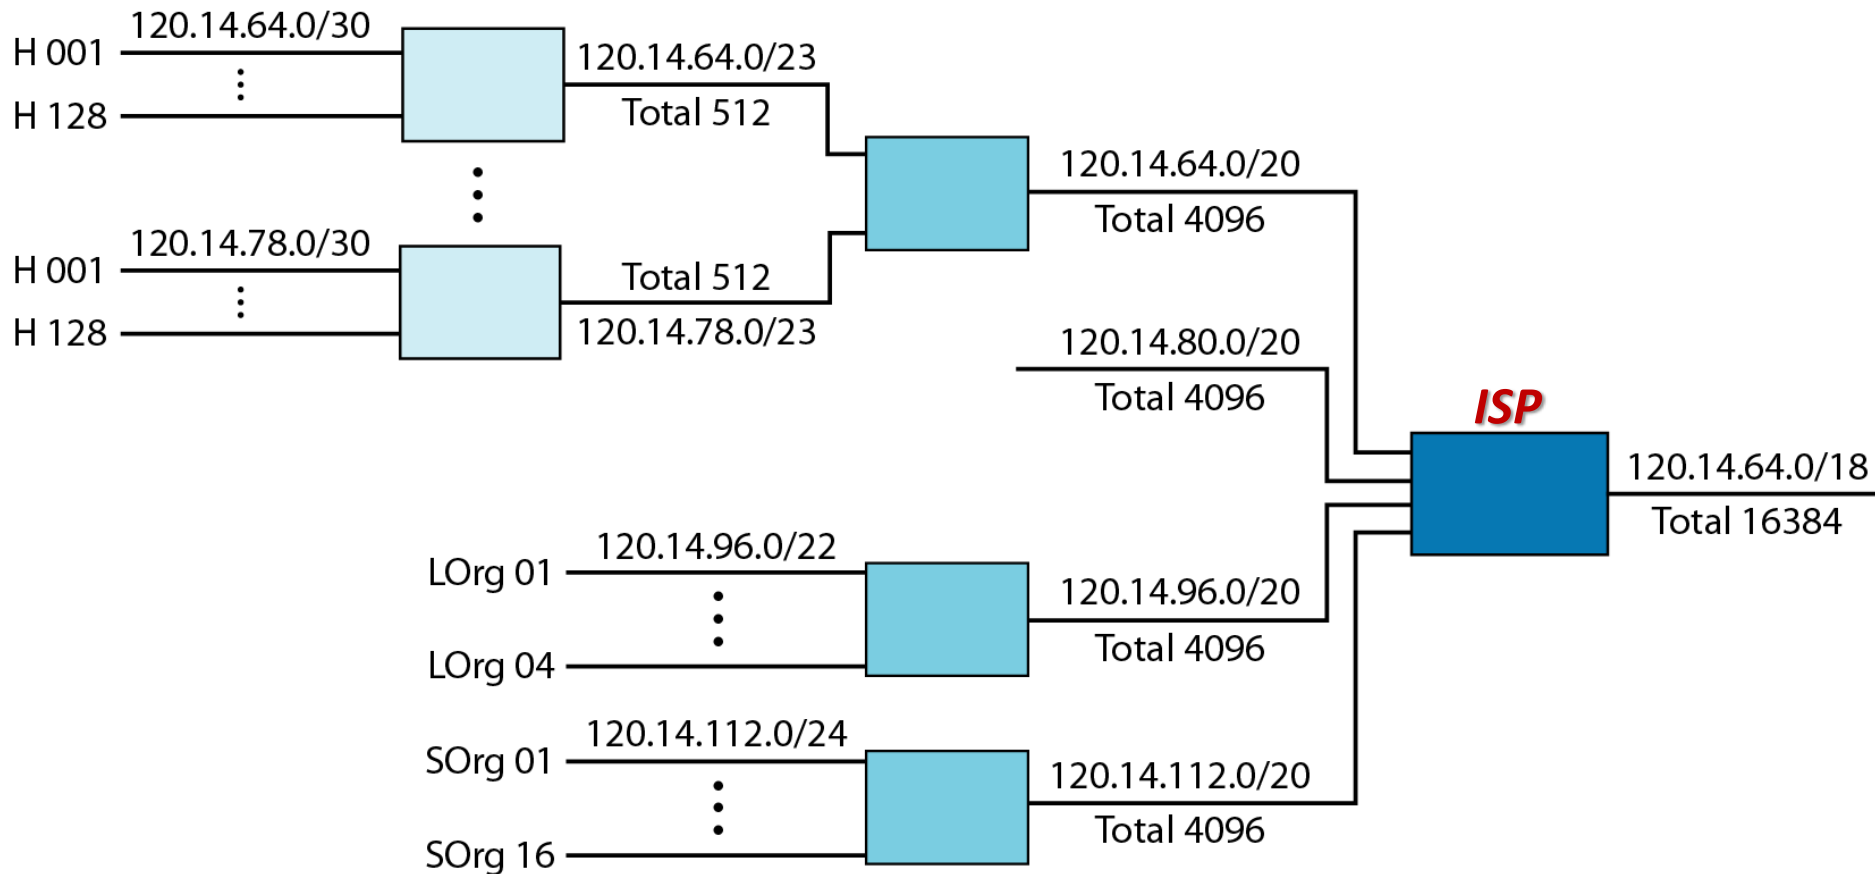 120.14.64.0/30
H 001
H 128
120.14.64.0/23
Total 512
120.14.64.0/20
Total 4096
120.14.78.0/30
H 001
H 128
Total 512
120.14.78.0/23
120.14.80.0/20
Total 4096
ISP
120.14.64.0/18
Total 16384
120.14.96.0/22
LOrg 01
LOrg 04
120.14.96.0/20
Total 4096
120.14.112.0/24
SOrg 01
SOrg 16
120.14.112.0/20
Total 4096